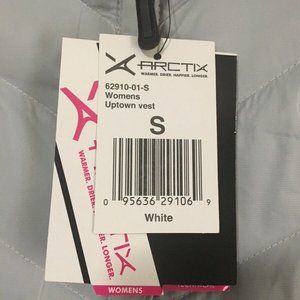 ARCTIX
WARMER. DRIER. HAPPIER. LONGER.
62910-01-S
Womens
Uptown vest
S
0 95636 29106 9
White
ARCTIX
WARMER. DRIER.
WOMENS